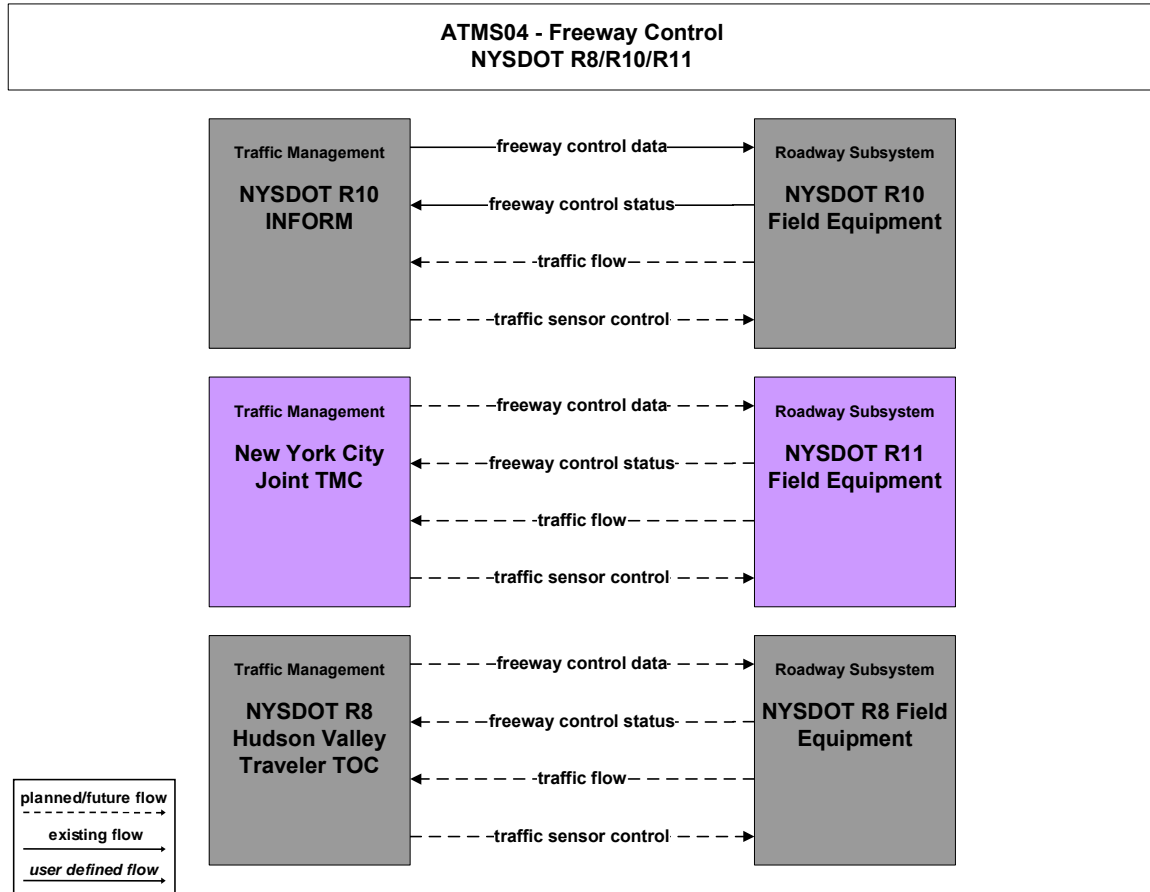 ATMS04 - Freeway Control
NYSDOT R8/R10/R11
Traffic Management
NYSDOT R10
INFORM
freeway control data
freeway control status
traffic flow
traffic sensor control
Roadway Subsystem
NYSDOT R10
Field Equipment
Traffic Management
New York City
Joint TMC
freeway control data
freeway control status
traffic flow
traffic sensor control
Roadway Subsystem
NYSDOT R11
Field Equipment
Traffic Management
NYSDOT R8
Hudson Valley
Traveler TOC
freeway control data
freeway control status
traffic flow
traffic sensor control
Roadway Subsystem
NYSDOT R8 Field
Equipment
planned/future flow
existing flow
user defined flow